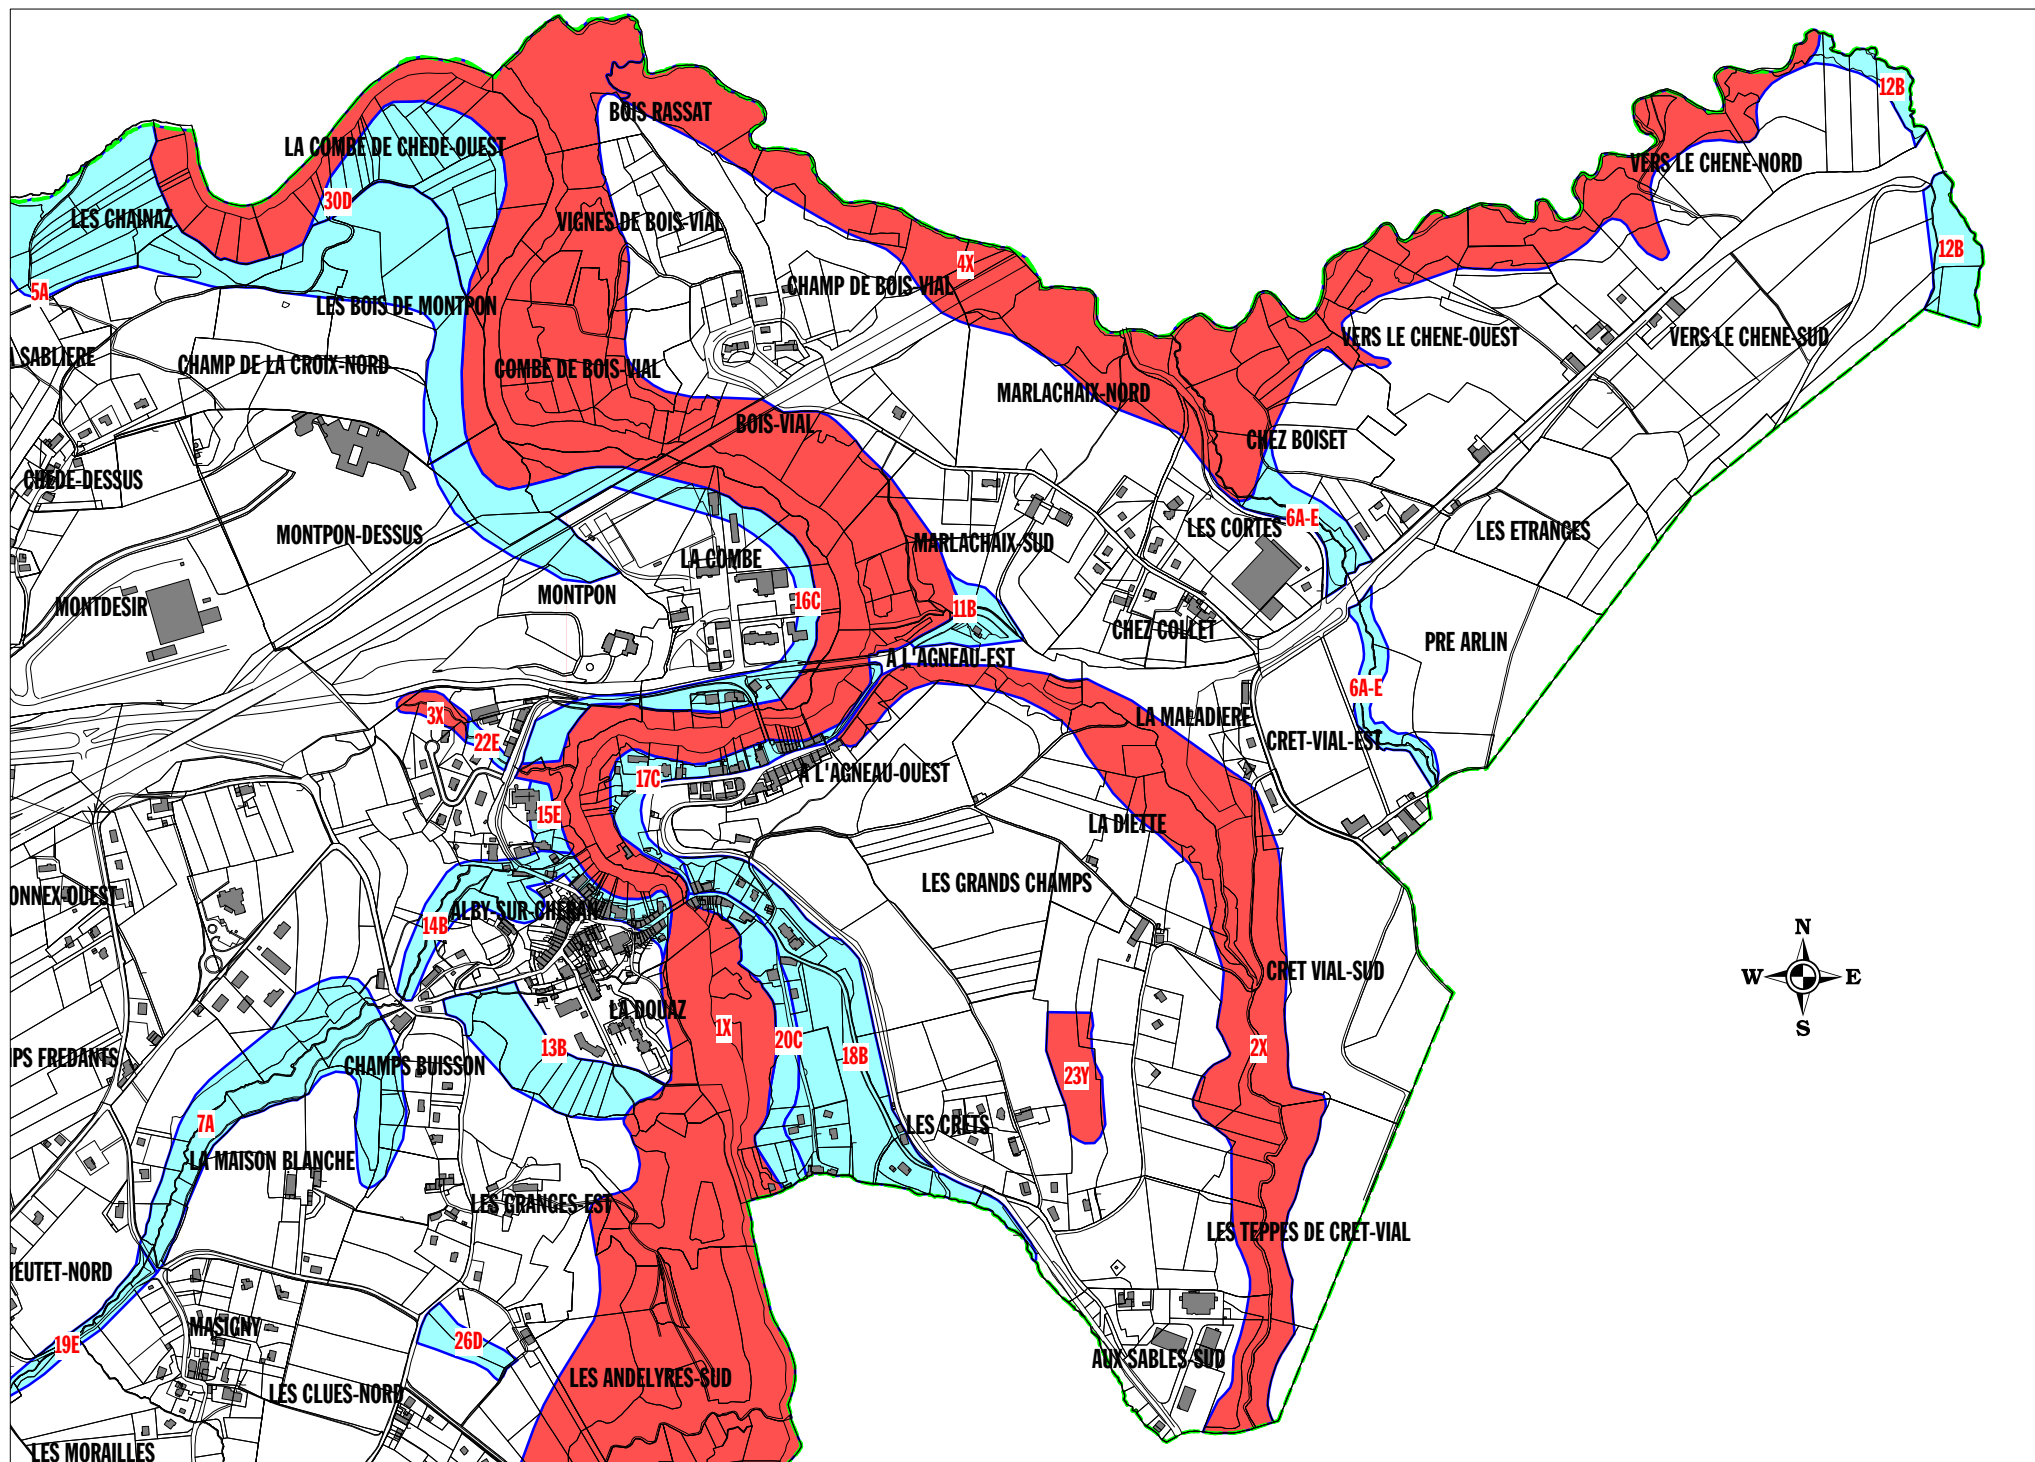 12B
BOIS RASSAT
LA COMBE DE CHEDE-OUEST
VERS LE CHENE-NORD
30D
LES CHAINAZ
VIGNES DE BOIS-VIAL
12B
4X
5A
CHAMP DE BOIS-VIAL
LES BOIS DE MONTPON
VERS LE CHENE-OUEST
VERS LE CHENE-SUD
A SABLIERE
CHAMP DE LA CROIX-NORD
COMBE DE BOIS-VIAL
MARLACHAIX-NORD
BOIS-VIAL
CHEZ BOISET
CHEDE-DESSUS
6A-E
LES CORTES
LES ETRANGES
MONTPON-DESSUS
MARLACHAIX-SUD
LA COMBE
MONTPON
16C
11B
MONTDESIR
CHEZ COLLET
PRE ARLIN
A L'AGNEAU-EST
6A-E
3X
LA MALADIERE
22E
CRET-VIAL-EST
17C
A L'AGNEAU-OUEST
15E
LA DIETTE
LES GRANDS CHAMPS
ONNEX-OUEST
ALBY-SUR-CHERAN
14B
N
CRET VIAL-SUD
W
E
LA DOUAZ
1X
S
20C
13B
18B
2X
PS FREDANTS
CHAMPS BUISSON
23Y
7A
LES CRETS
LA MAISON BLANCHE
LES GRANGES-EST
LES TEPPES DE CRET-VIAL
IEUTET-NORD
MASIGNY
19E
26D
AUX SABLES-SUD
LES ANDELYRES-SUD
LES CLUES-NORD
LES MORAILLES